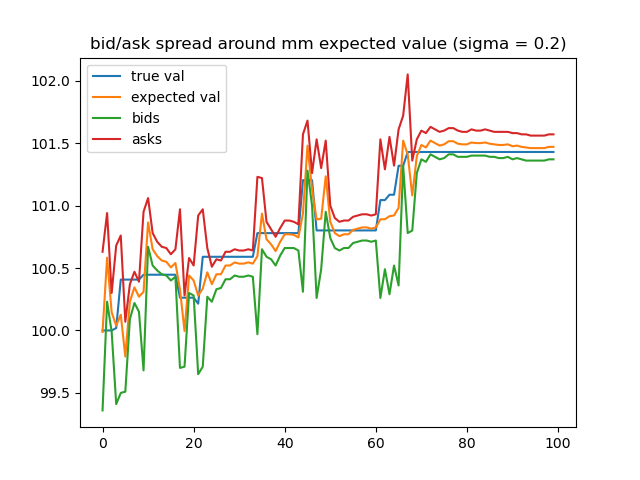 bid/ask spread around mm expected value (sigma = 0.2)
true val
expected val
bids
asks
102.0
101.5
101.0
100.5
100.0
99.5
0 20 40 60 80 100